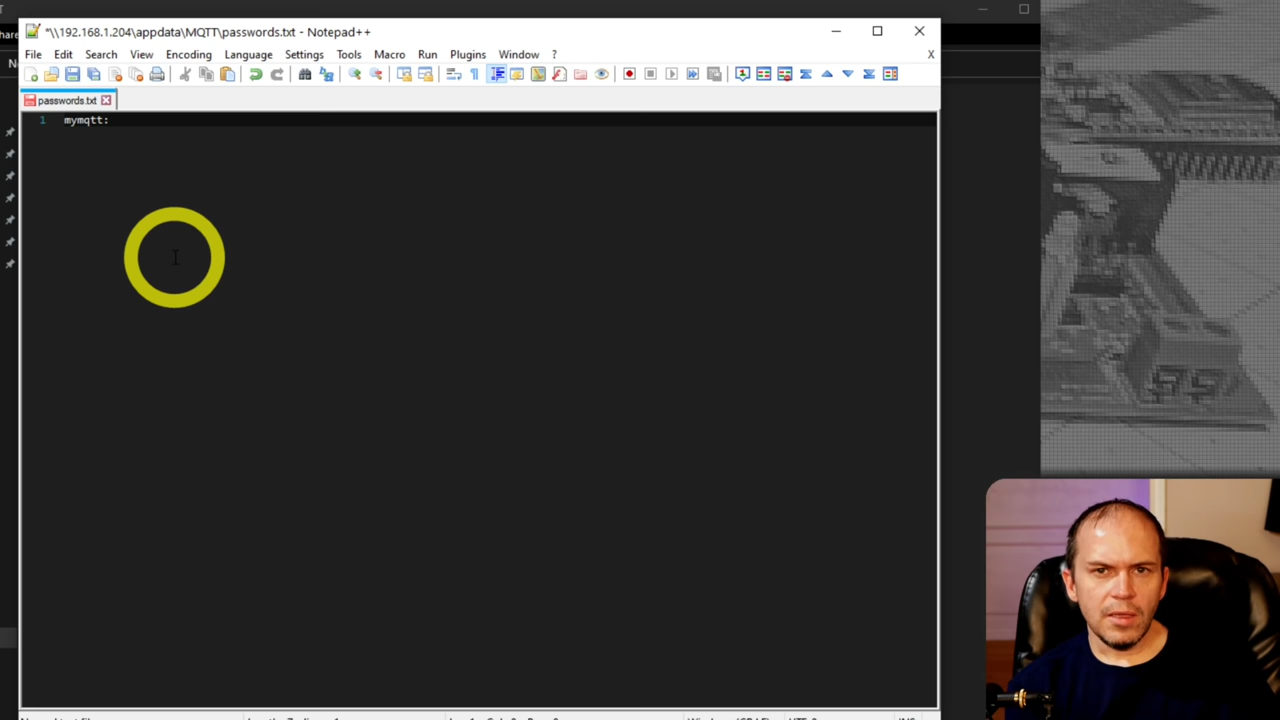 *\\192.168.1.204\appdata\MQTT\passwords.txt - Notepad++
File Edit Search View Encoding Language Settings Tools Macro Run Plugins Window ? X
passwords.txt
1 mymqtt: